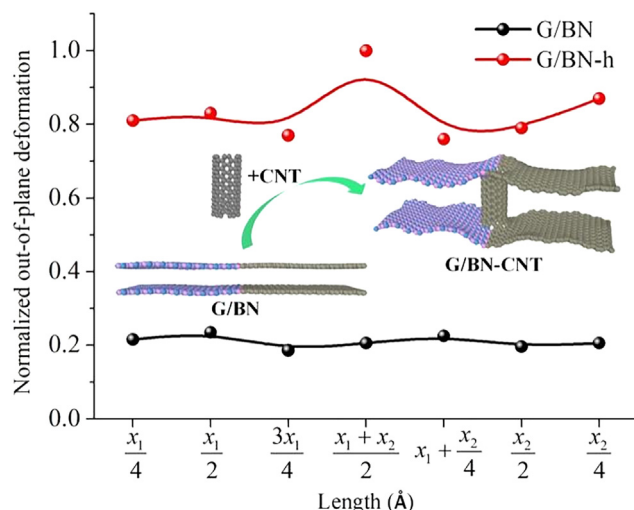 Normalized out-of-plane deformation
1.0
0.8
0.6
0.4
0.2
0.0
G/BN
G/BN-h
+CNT
G/BN-CNT
G/BN
x₁/4 x₁/2 3x₁/4 (x₁ + x₂)/2 x₁ + x₂/4 x₂/2 x₂/4
Length (Å)